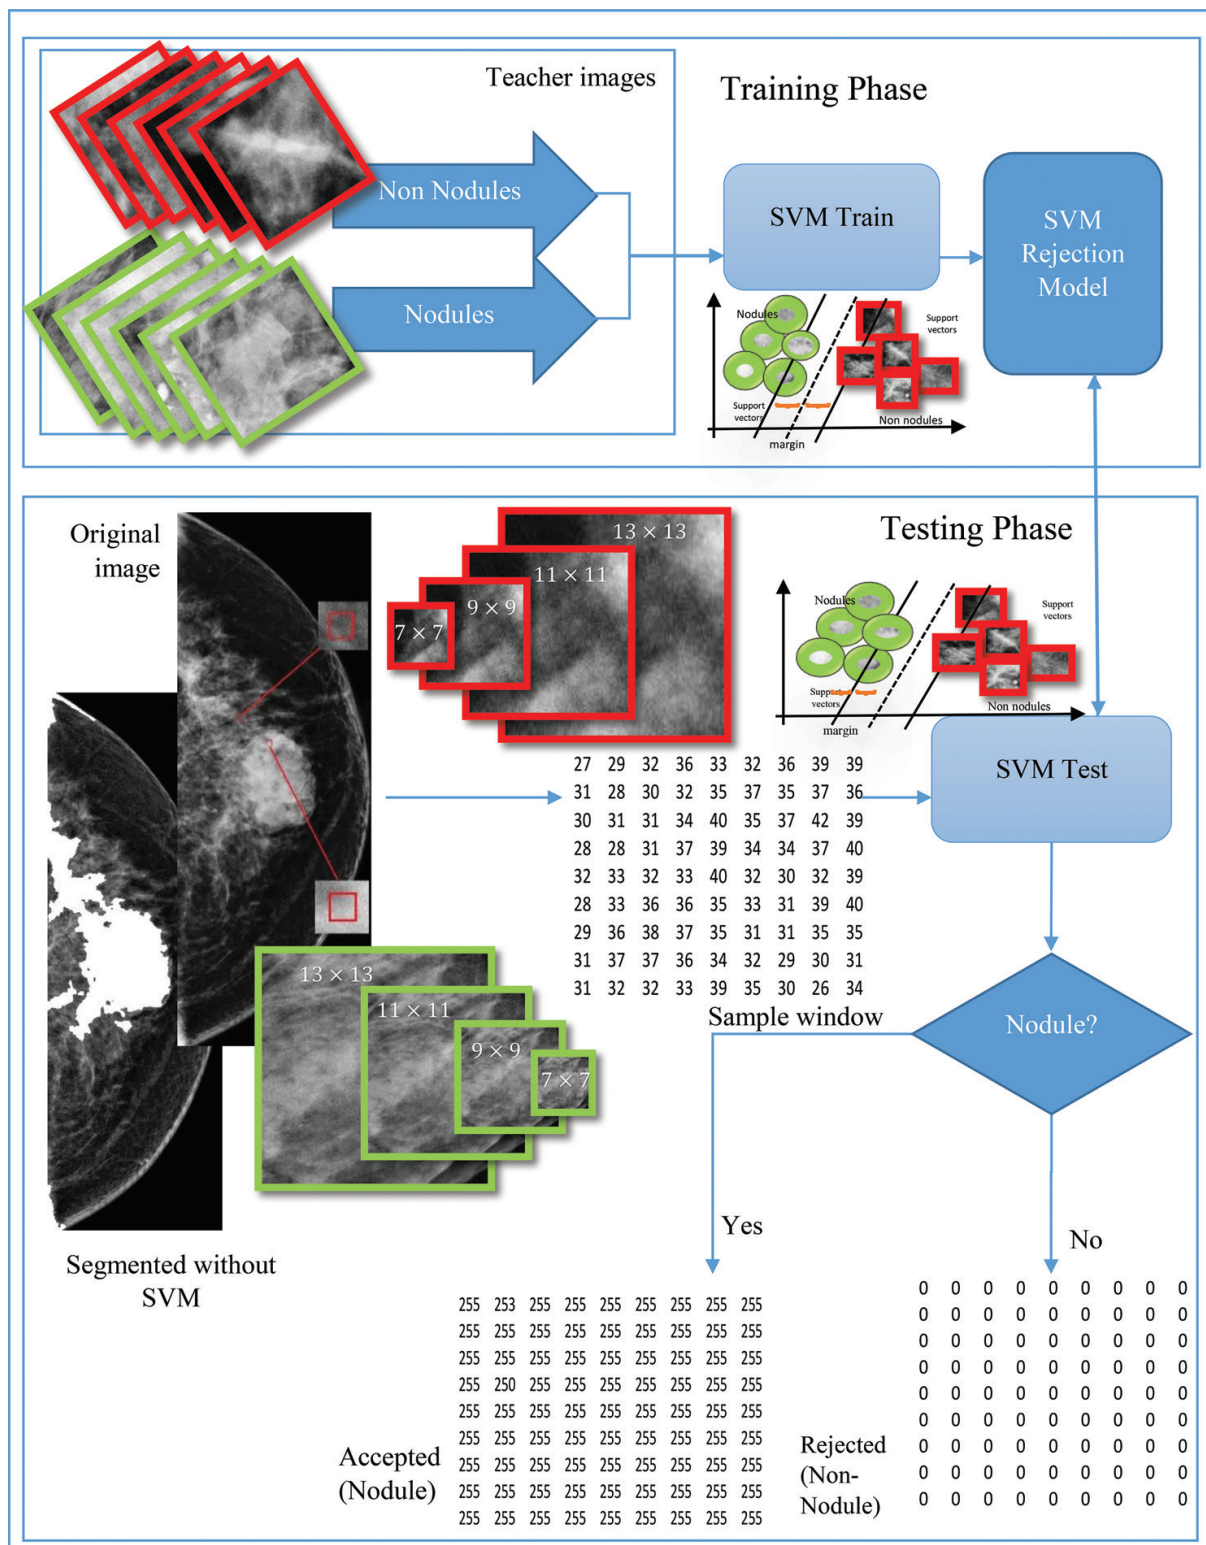 Teacher images
Training Phase
Non Nodules
Nodules
SVM Train
SVM
Rejection
Model
Nodules
Support
vectors
Support
vectors
Non nodules
margin
Original
image
Testing Phase
13 × 13
11 × 11
9 × 9
7 × 7
Nodules
Support
vectors
Support
vectors
Non nodules
margin
27 29 32 36 33 32 36 39 39
31 28 30 32 35 37 35 37 36
30 31 31 34 40 35 37 42 39
28 28 31 37 39 34 34 37 40
32 33 32 33 40 32 30 32 39
28 33 36 36 35 33 31 39 40
29 36 38 37 35 31 31 35 35
31 37 37 36 34 32 29 30 31
31 32 32 33 39 35 30 26 34
Sample window
SVM Test
Nodule?
13 × 13
11 × 11
9 × 9
7 × 7
Yes
No
Segmented without
SVM
255 253 255 255 255 255 255 255 255
255 255 255 255 255 255 255 255 255
255 255 255 255 255 255 255 255 255
255 250 255 255 255 255 255 255 255
255 255 255 255 255 255 255 255 255
255 255 255 255 255 255 255 255 255
255 255 255 255 255 255 255 255 255
255 255 255 255 255 255 255 255 255
255 255 255 255 255 255 255 255 255
Accepted
(Nodule)
0 0 0 0 0 0 0 0 0
0 0 0 0 0 0 0 0 0
0 0 0 0 0 0 0 0 0
0 0 0 0 0 0 0 0 0
0 0 0 0 0 0 0 0 0
0 0 0 0 0 0 0 0 0
0 0 0 0 0 0 0 0 0
0 0 0 0 0 0 0 0 0
0 0 0 0 0 0 0 0 0
Rejected
(Non-
Nodule)